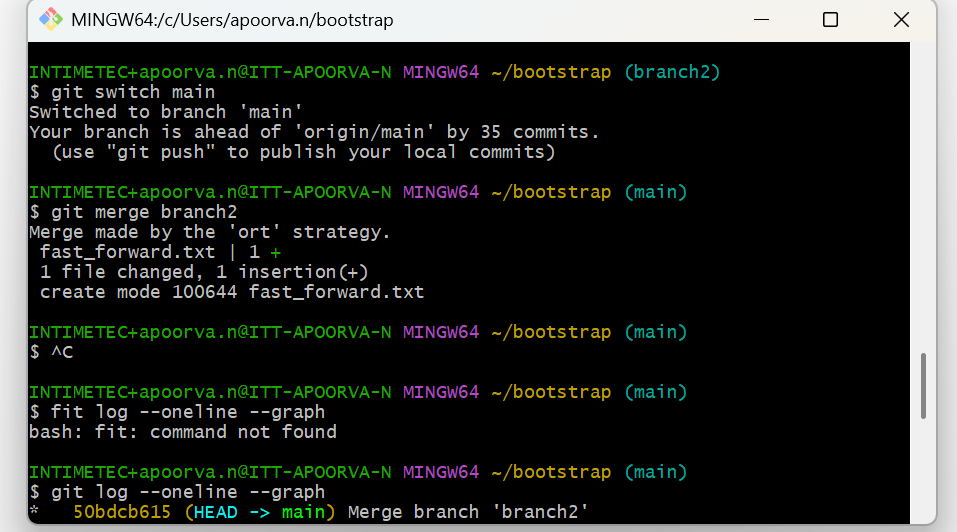 MINGW64:/c/Users/apoorva.n/bootstrap
INTIMETEC+apoorva.n@ITT-APOORVA-N MINGW64 ~/bootstrap (branch2)
$ git switch main
Switched to branch 'main'
Your branch is ahead of 'origin/main' by 35 commits.
  (use "git push" to publish your local commits)
INTIMETEC+apoorva.n@ITT-APOORVA-N MINGW64 ~/bootstrap (main)
$ git merge branch2
Merge made by the 'ort' strategy.
 fast_forward.txt | 1 +
 1 file changed, 1 insertion(+)
 create mode 100644 fast_forward.txt
INTIMETEC+apoorva.n@ITT-APOORVA-N MINGW64 ~/bootstrap (main)
$ ^C
INTIMETEC+apoorva.n@ITT-APOORVA-N MINGW64 ~/bootstrap (main)
$ fit log --oneline --graph
bash: fit: command not found
INTIMETEC+apoorva.n@ITT-APOORVA-N MINGW64 ~/bootstrap (main)
$ git log --oneline --graph
*   50bdcb615 (HEAD -> main) Merge branch 'branch2'